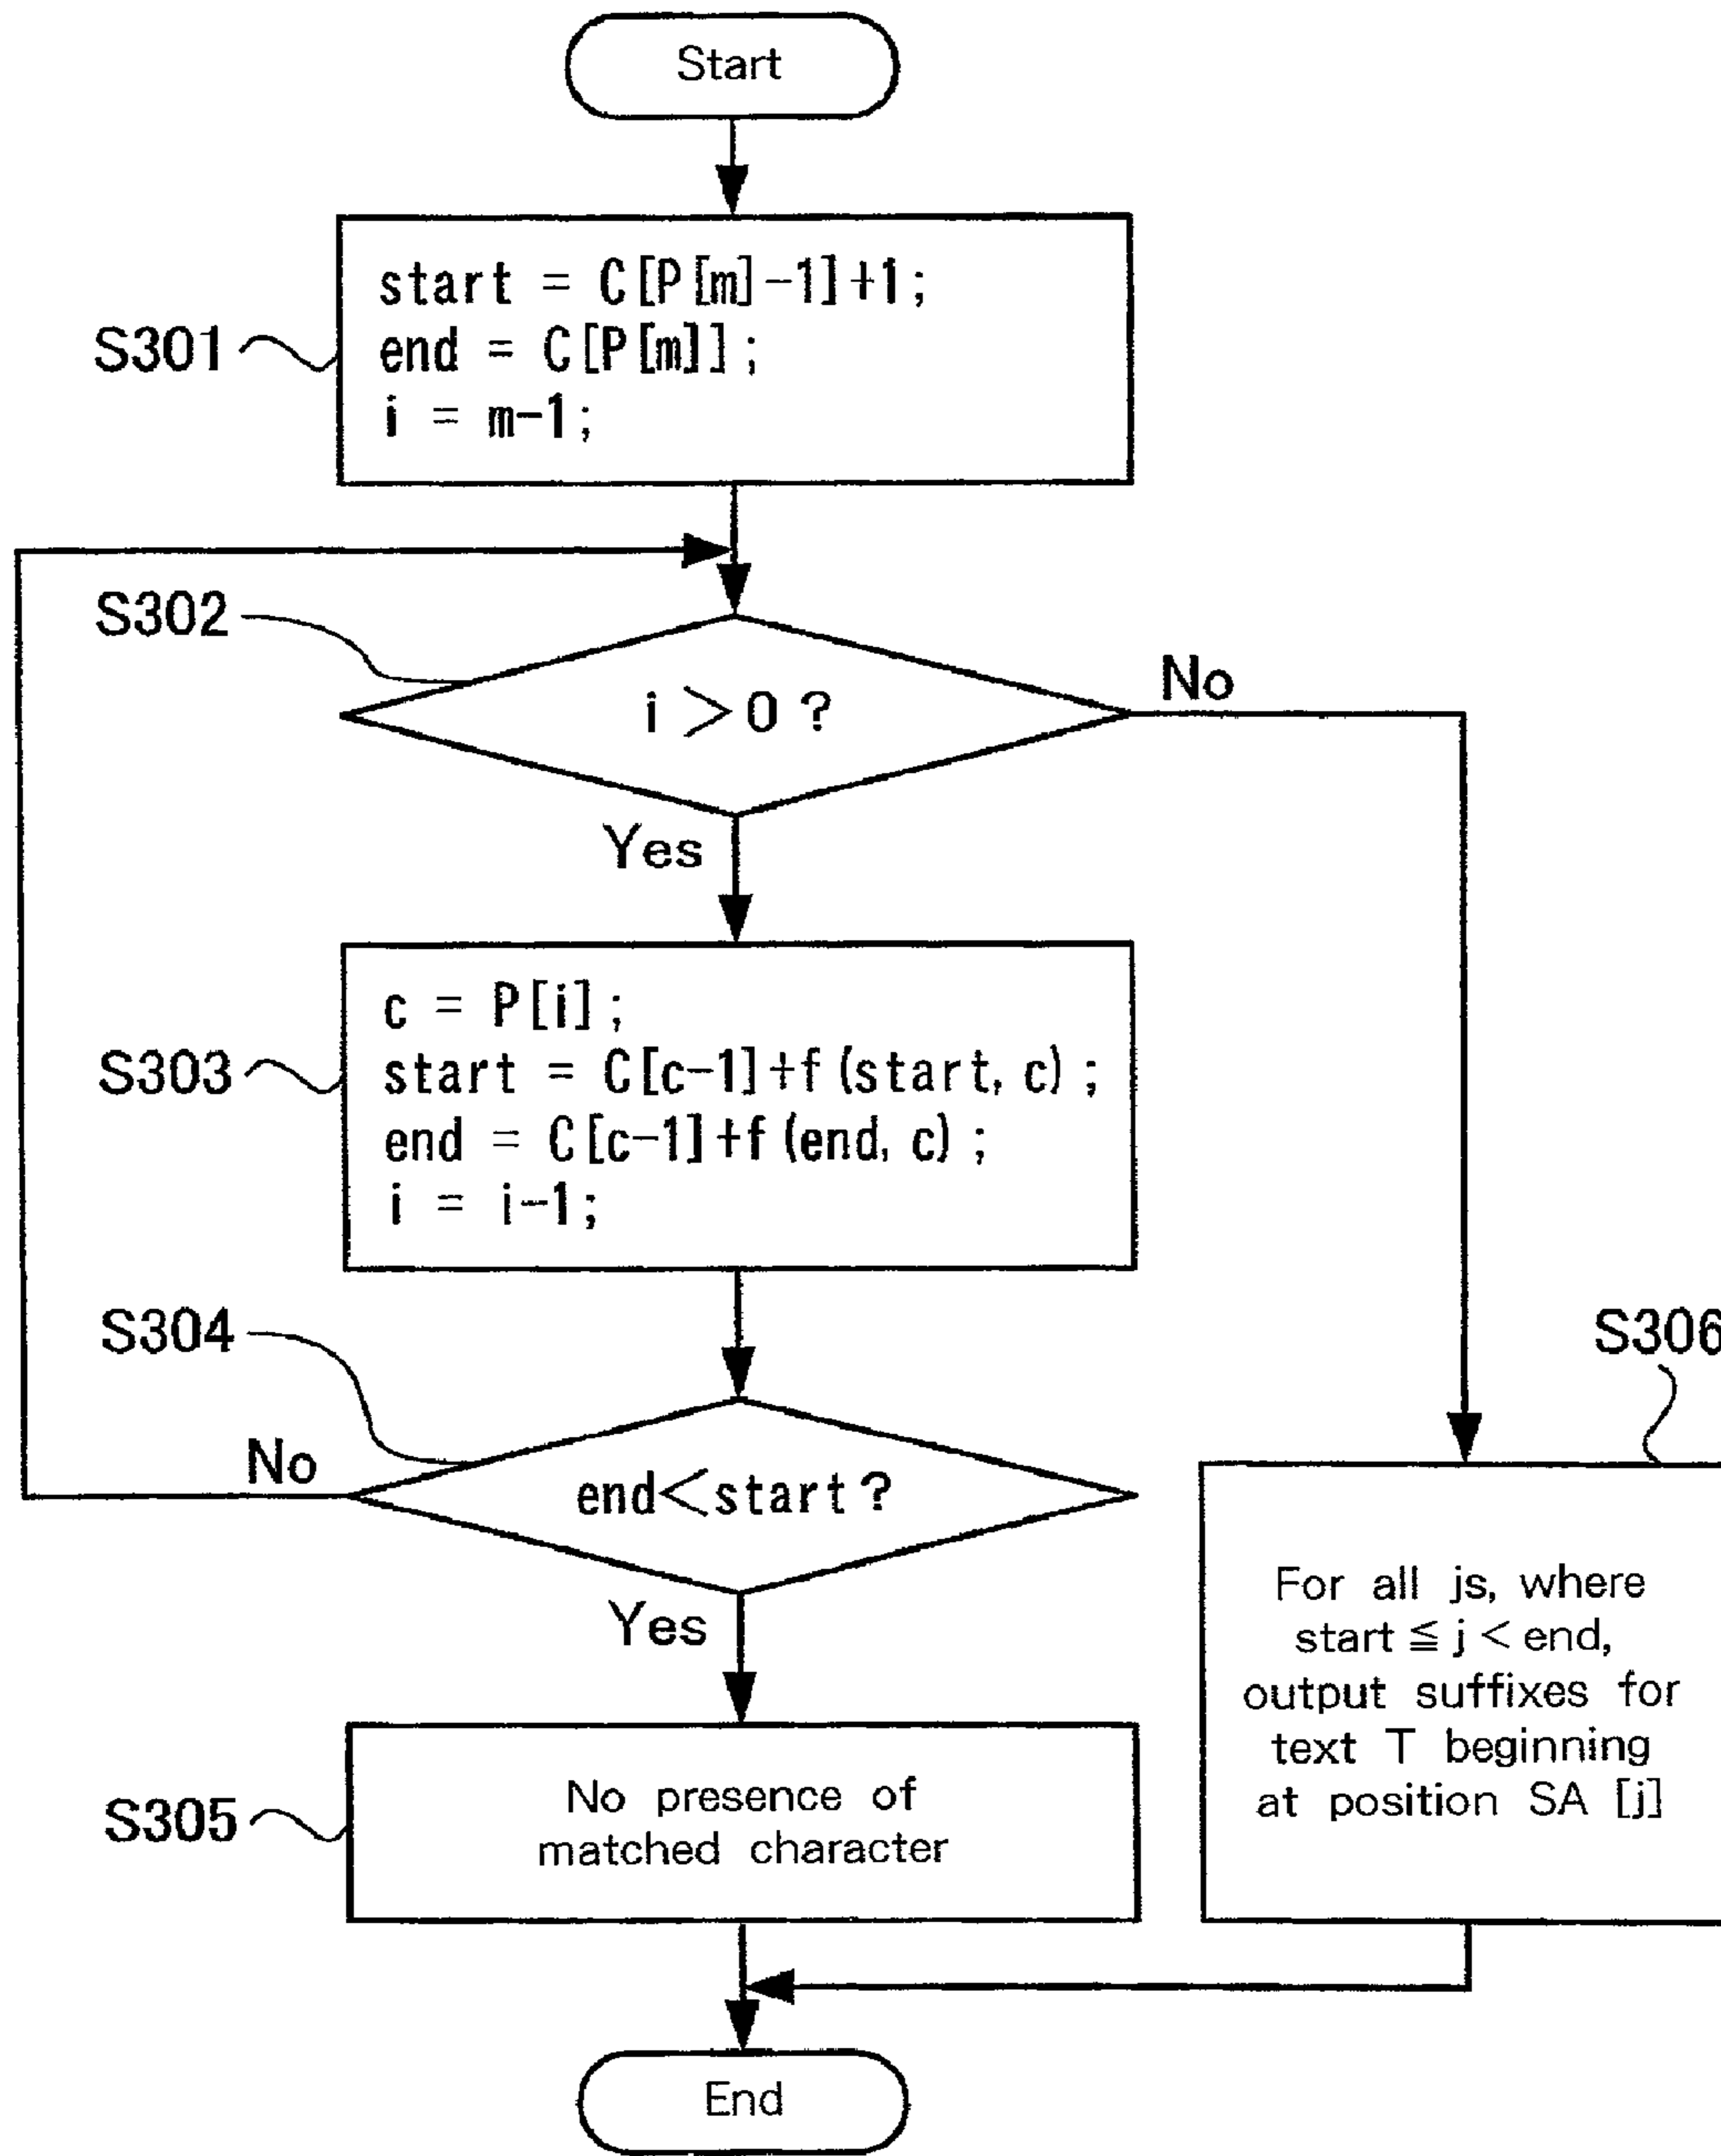 Start
S301
start = C[P[m]-1]+1;
end = C[P[m]];
i = m-1;
S302
i > 0 ?
No
Yes
S303
c = P[i];
start = C[c-1]+f(start, c);
end = C[c-1]+f(end, c);
i = i-1;
S304
end<start?
No
Yes
S305
No presence of
matched character
S306
For all js, where
start ≦ j < end,
output suffixes for
text T beginning
at position SA [j]
End